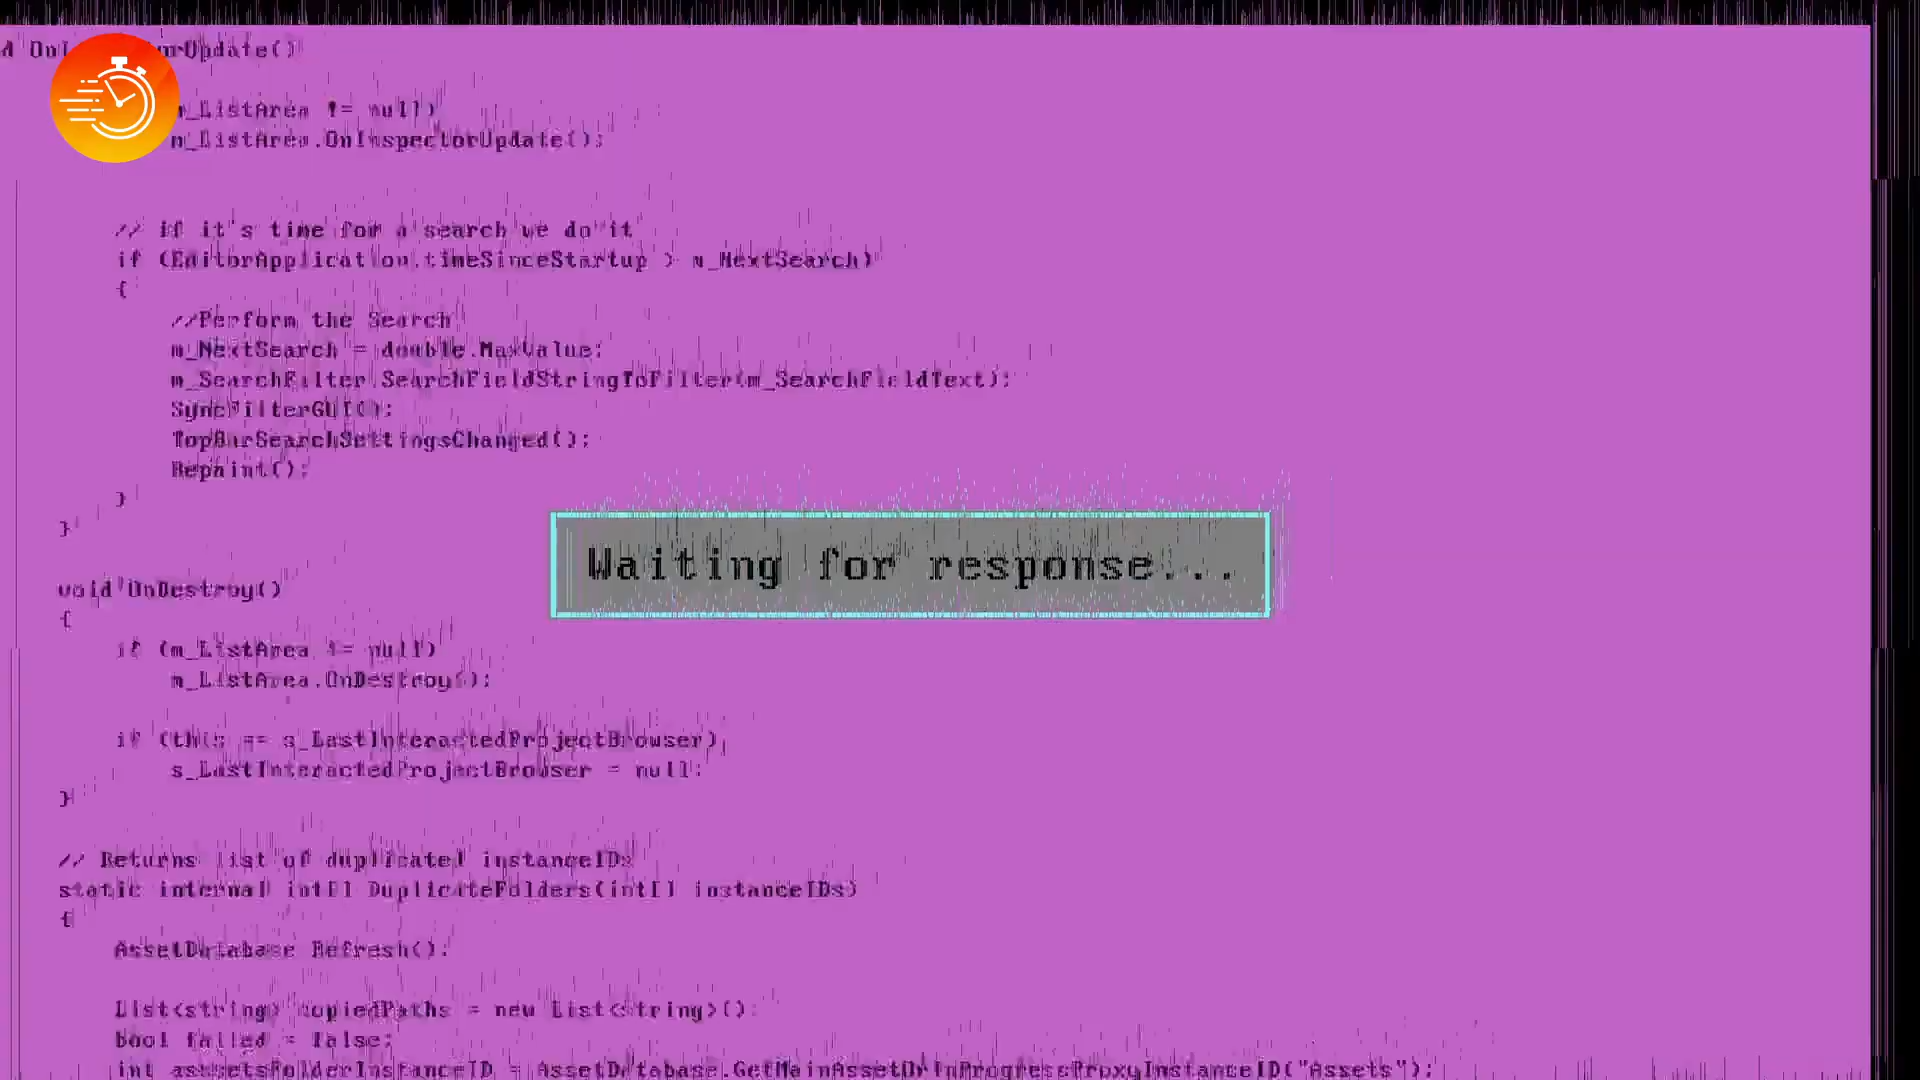 d OnInspectorUpdate()
m_ListArea != null)
m_ListArea.OnInspectorUpdate();
// if it's time for a search we do it
if (EditorApplication.timeSinceStartup > m_NextSearch)
{
//Perform the Search
m_NextSearch = double.MaxValue;
m_SearchFilter.SearchFieldStringToFilter(m_SearchFieldText);
SyncFilterGUI();
TopBarSearchSettingsChanged();
Repaint();
}
}
Waiting for response...
void OnDestroy()
{
if (m_ListArea != null)
m_ListArea.OnDestroy();
if (this == s_LastInteractedProjectBrowser)
s_LastInteractedProjectBrowser = null;
}
// Returns list of duplicated instanceIDs
static internal int[] DuplicateFolders(int[] instanceIDs)
{
AssetDatabase.Refresh();
List<string> copiedPaths = new List<string>();
bool failed = false;
int assetsFolderInstanceID = AssetDatabase.GetMainAssetOrInProgressProxyInstanceID("Assets");